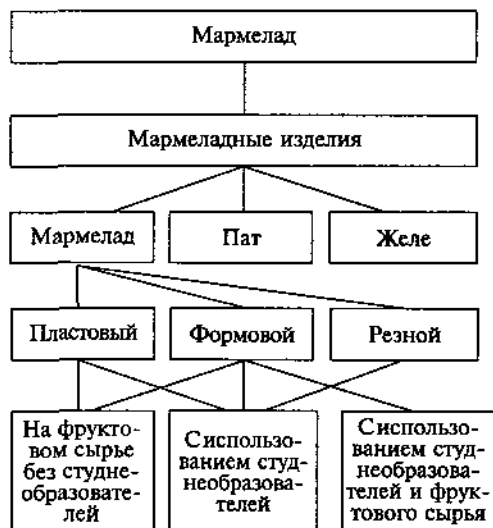 Мармелад
Мармеладные изделия
Мармелад
Пат
Желе
Пластовый
Формовой
Резной
На фрукто-
вом сырье
без студне-
образовате-
лей
Сиспользо-
ванием студ-
необразова-
телей
Сиспользо-
ванием студ-
необразова-
телей и фрук-
тового сырья